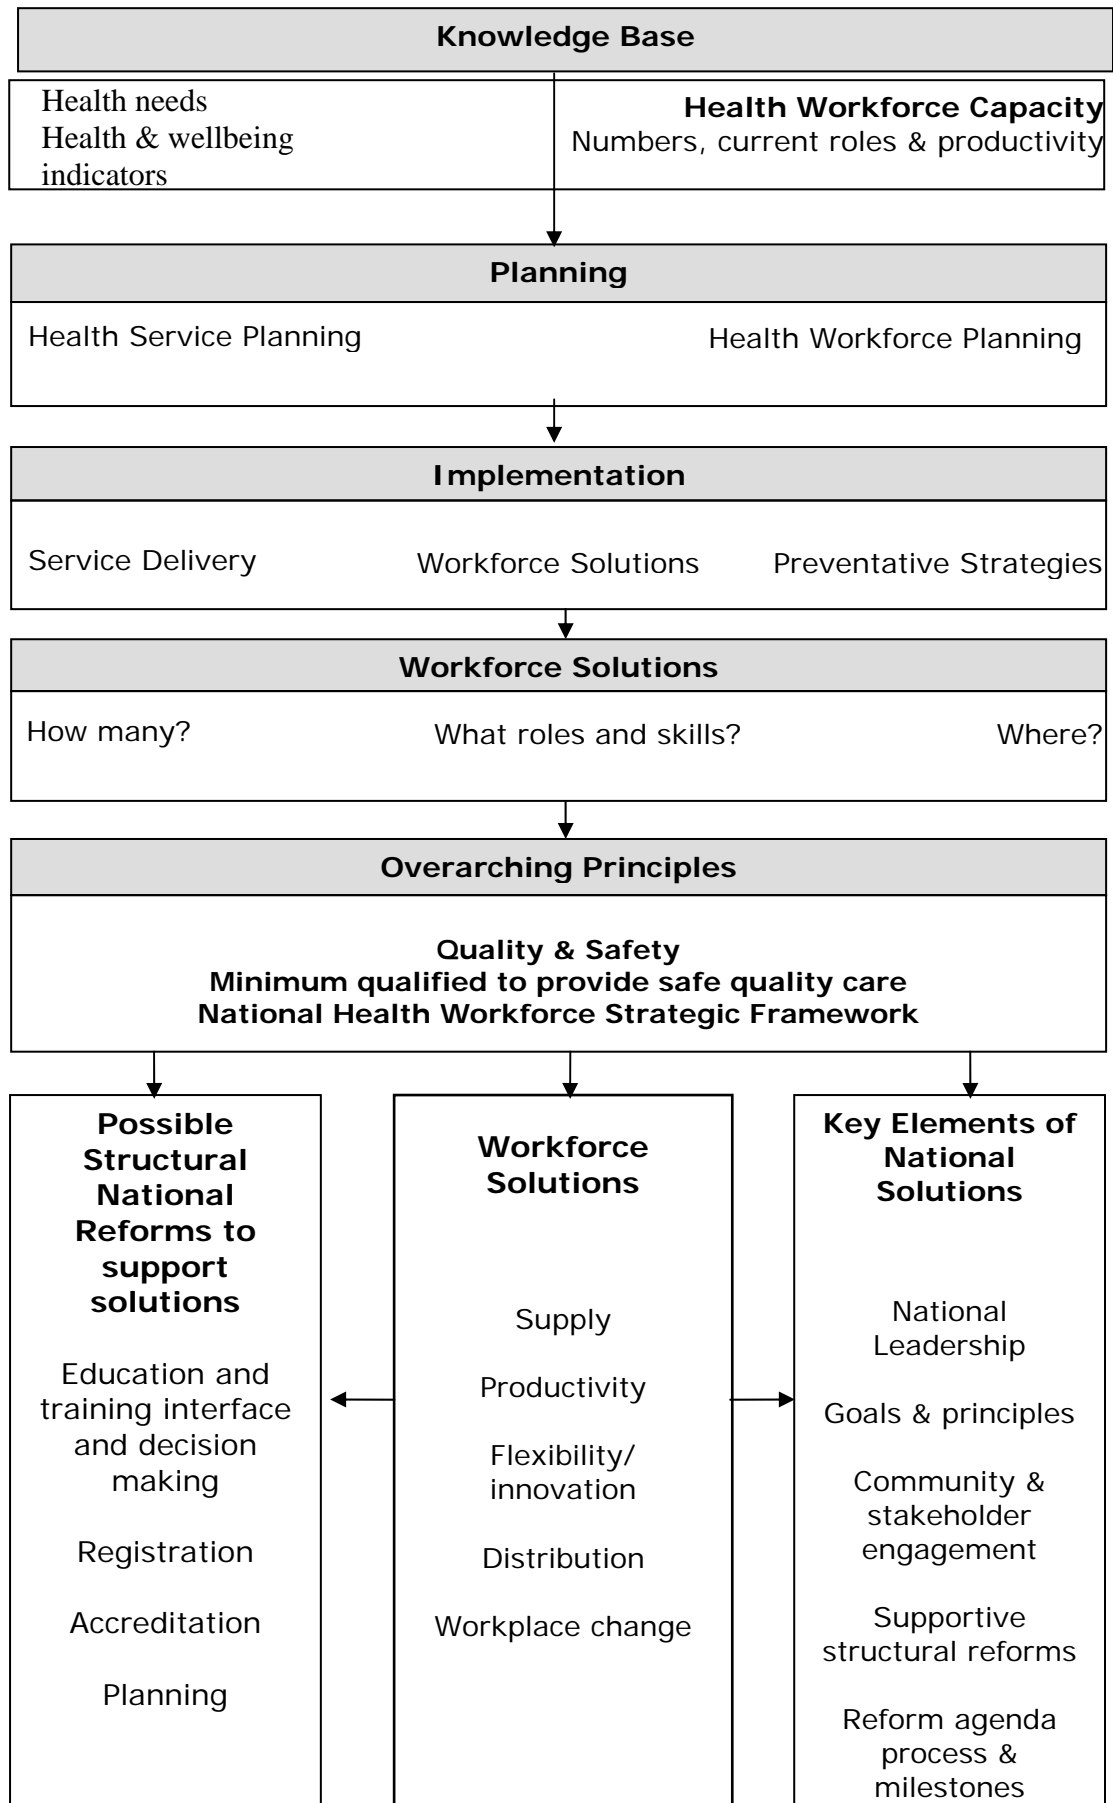 Knowledge Base
Health needs
Health & wellbeing
indicators
Health Workforce Capacity
Numbers, current roles & productivity
Planning
Health Service Planning
Health Workforce Planning
Implementation
Service Delivery
Workforce Solutions
Preventative Strategies
Workforce Solutions
How many?
What roles and skills?
Where?
Overarching Principles
Quality & Safety
Minimum qualified to provide safe quality care
National Health Workforce Strategic Framework
Possible
Structural
National
Reforms to
support
solutions
Education and
training interface
and decision
making
Registration
Accreditation
Planning
Workforce
Solutions
Supply
Productivity
Flexibility/
innovation
Distribution
Workplace change
Key Elements of
National
Solutions
National
Leadership
Goals & principles
Community &
stakeholder
engagement
Supportive
structural reforms
Reform agenda
process &
milestones